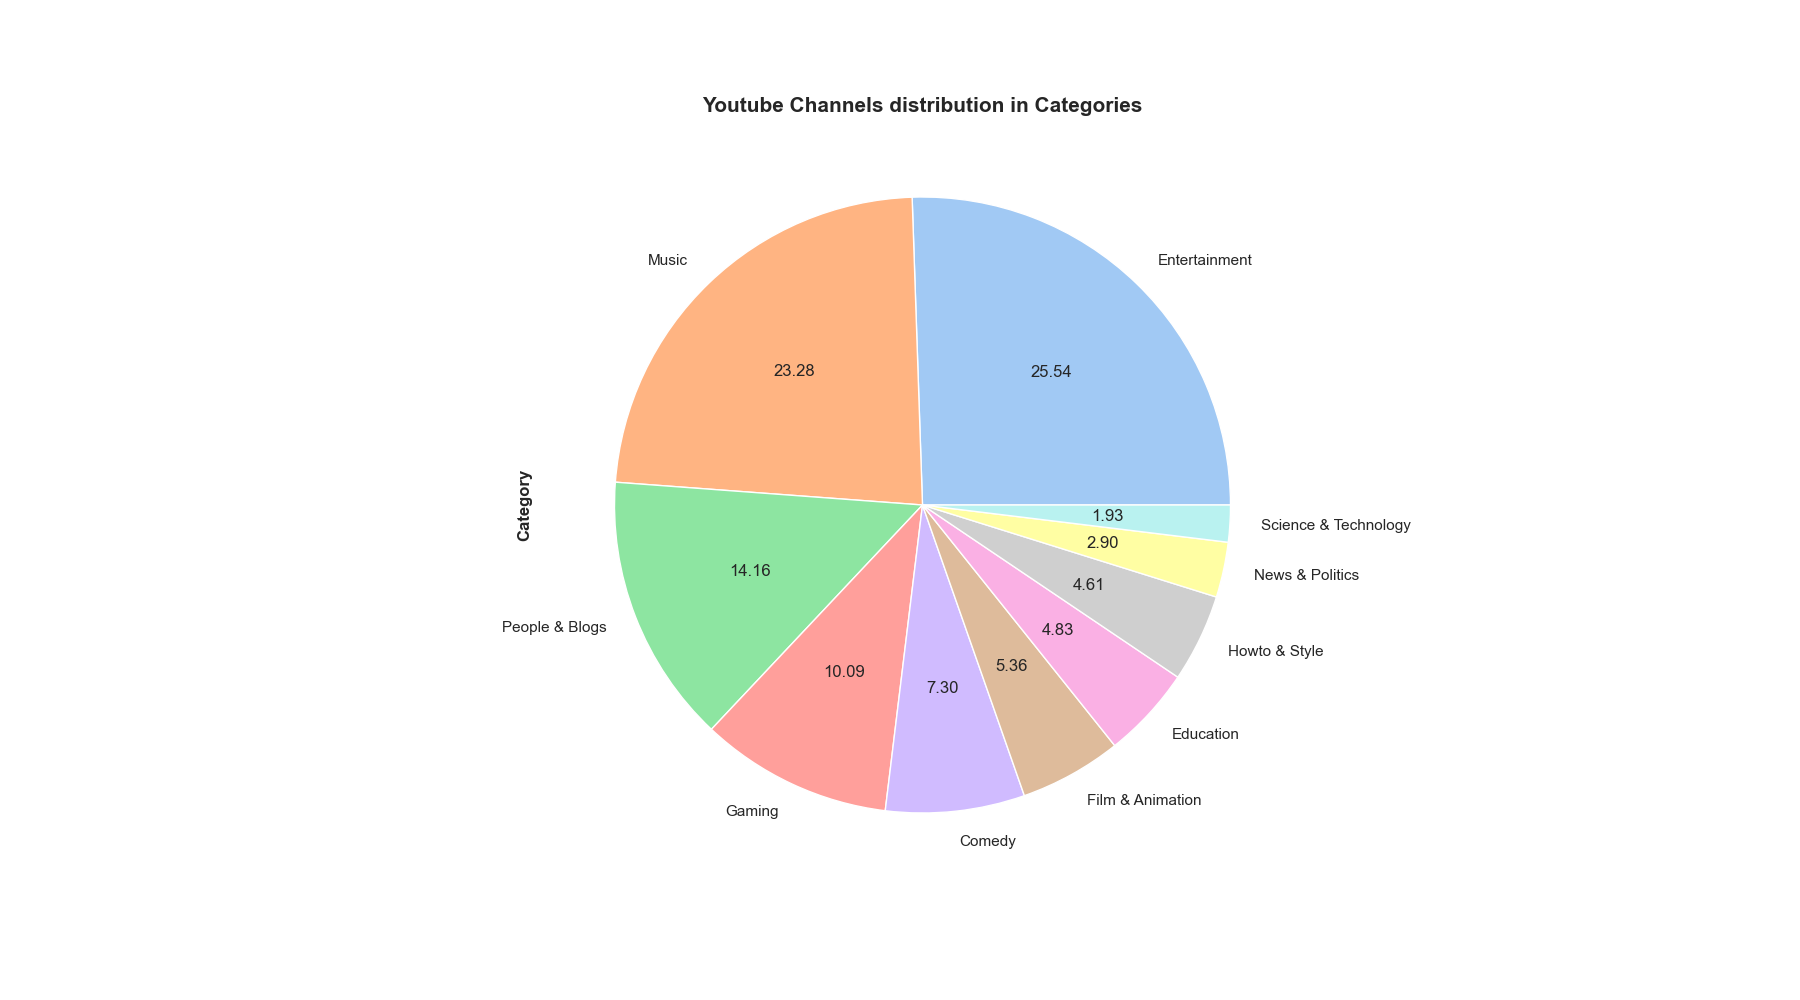 Youtube Channels distribution in Categories
Music
Entertainment
23.28
25.54
Category
1.93
Science & Technology
2.90
News & Politics
14.16
4.61
People & Blogs
4.83
Howto & Style
10.09
5.36
7.30
Education
Film & Animation
Gaming
Comedy